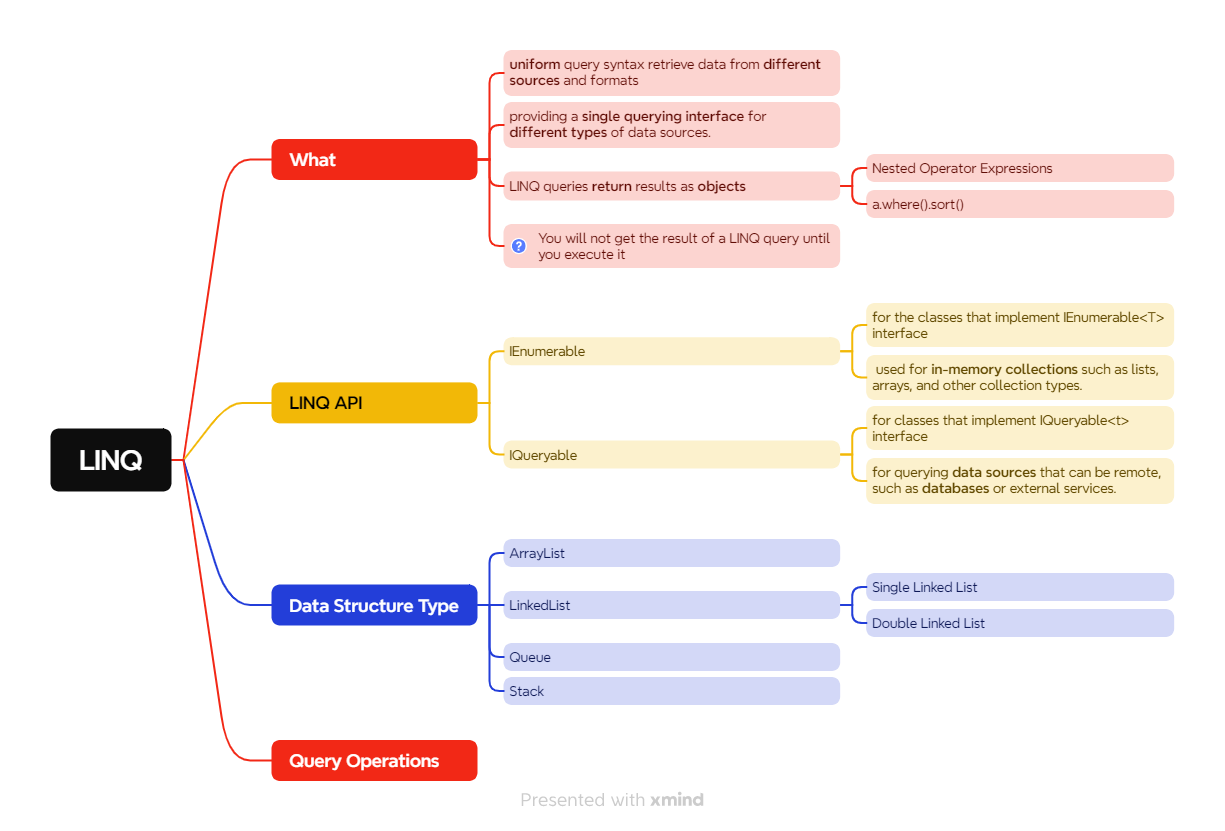 LINQ
What
uniform query syntax retrieve data from different
sources and formats
providing a single querying interface for
different types of data sources.
LINQ queries return results as objects
Nested Operator Expressions
a.where().sort()
?
You will not get the result of a LINQ query until
you execute it
LINQ API
IEnumerable
for the classes that implement IEnumerable<T>
interface
used for in-memory collections such as lists,
arrays, and other collection types.
IQueryable
for classes that implement IQueryable<t>
interface
for querying data sources that can be remote,
such as databases or external services.
Data Structure Type
ArrayList
LinkedList
Single Linked List
Double Linked List
Queue
Stack
Query Operations
Presented with xmind